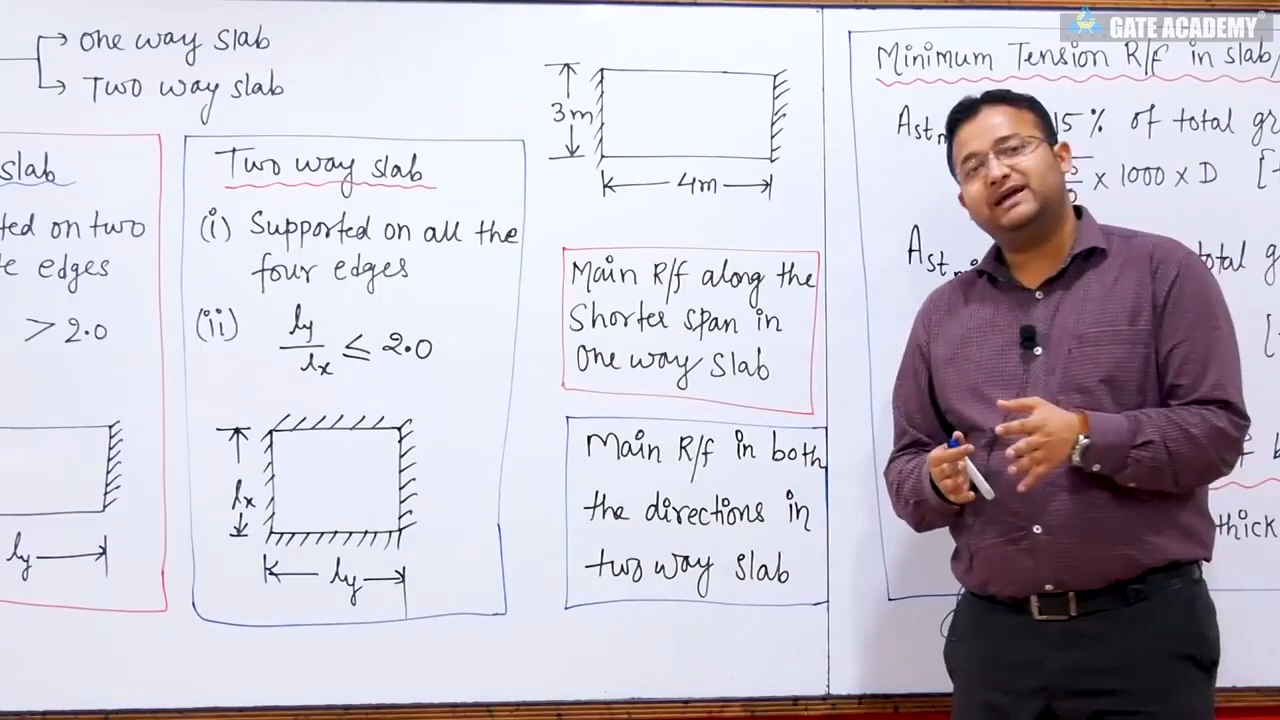 GATE ACADEMY
one way slab
Two way slab
slab
ted on two
e edges
> 2.0
ly
Two way slab
(i) Supported on all the
four edges
(ii) ly/lx ≤ 2.0
lx
ly
3m
4m
Main R/f along the
Shorter span in
one way slab
Main R/f in both
the directions in
two way slab
Minimum Tension R/f in slab/
Ast
15% of total gr
x 1000 x D
Ast
total g
thick